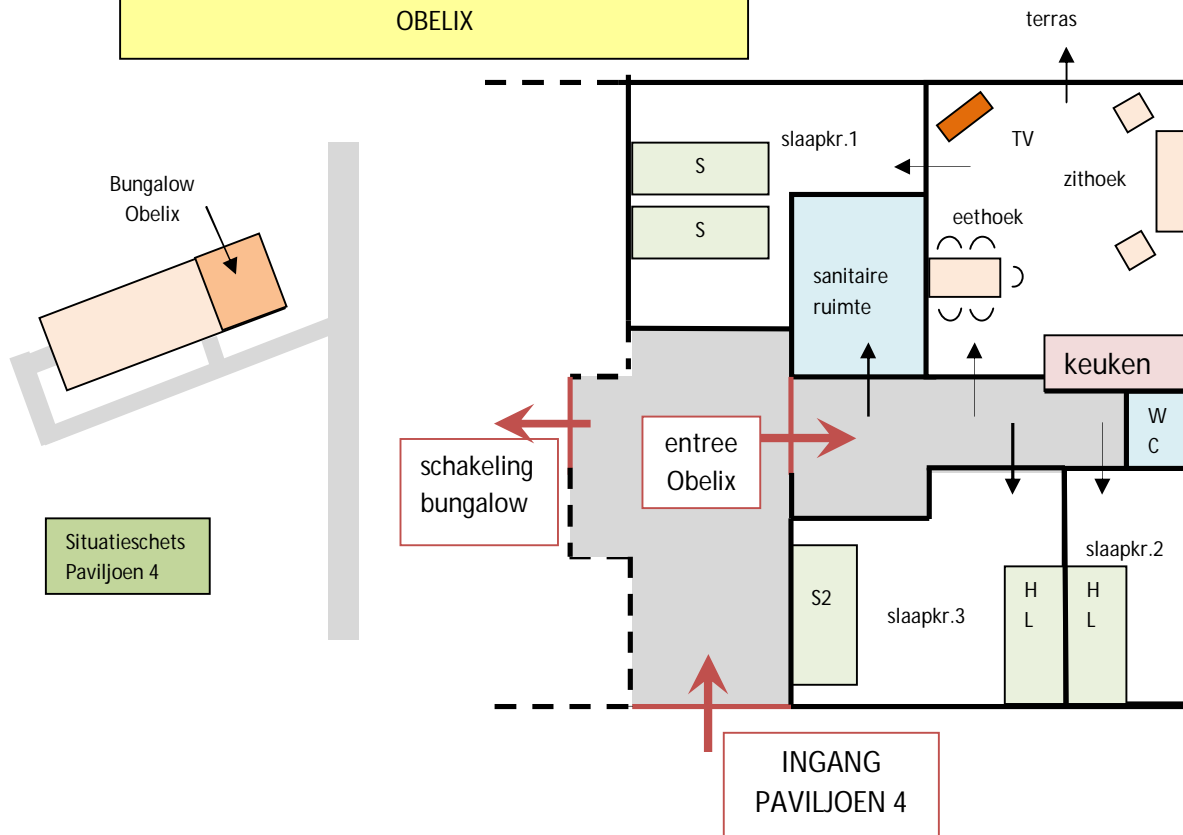 OBELIX
terras
slaapkr.1
TV
S
zithoek
Bungalow
Obelix
S
eethoek
sanitaire
ruimte
keuken
W
C
entree
Obelix
schakeling
bungalow
Situatieschets
Paviljoen 4
slaapkr.2
S2
slaapkr.3
H
L
H
L
INGANG
PAVILJOEN 4